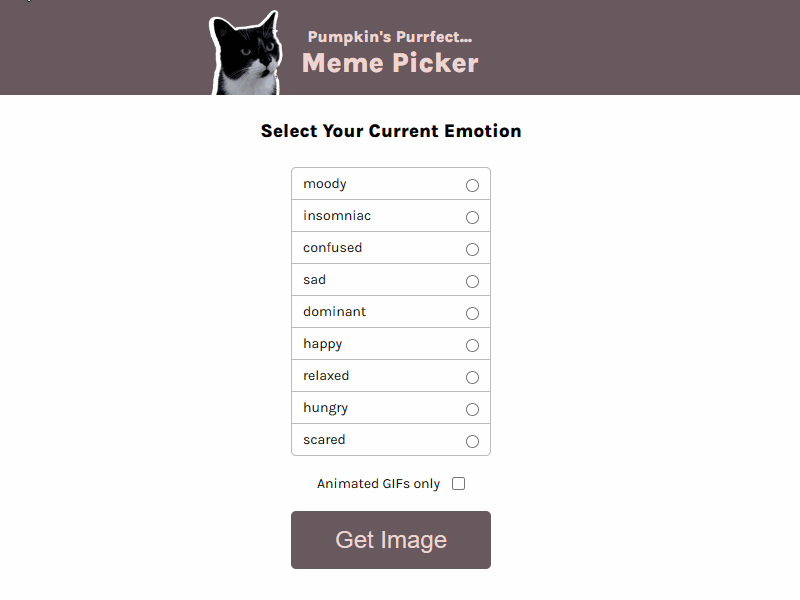 Pumpkin's Purrfect...
Meme Picker
Select Your Current Emotion
moody
insomniac
confused
sad
dominant
happy
relaxed
hungry
scared
Animated GIFs only
Get Image